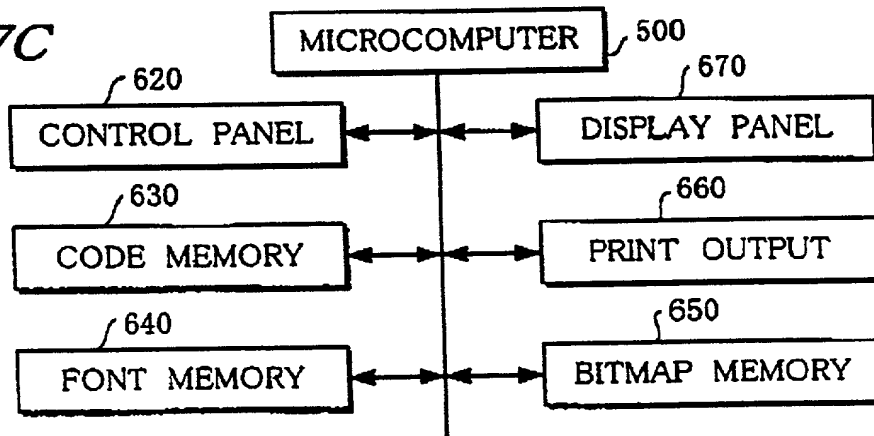 7C
MICROCOMPUTER 500
620
CONTROL PANEL
670
DISPLAY PANEL
630
CODE MEMORY
660
PRINT OUTPUT
640
FONT MEMORY
650
BITMAP MEMORY